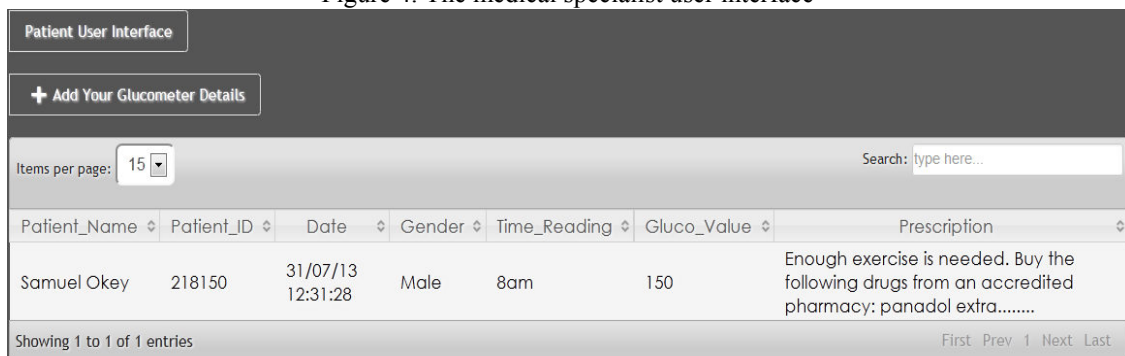 Figure 4: The medical specialist user interface
Patient User Interface
+ Add Your Glucometer Details
Items per page: 15
Search: type here...
Patient_Name Patient_ID Date Gender Time_Reading Gluco_Value Prescription
Samuel Okey 218150 31/07/13 12:31:28 Male 8am 150 Enough exercise is needed. Buy the
following drugs from an accredited
pharmacy: panadol extra........
Showing 1 to 1 of 1 entries
First Prev 1 Next Last